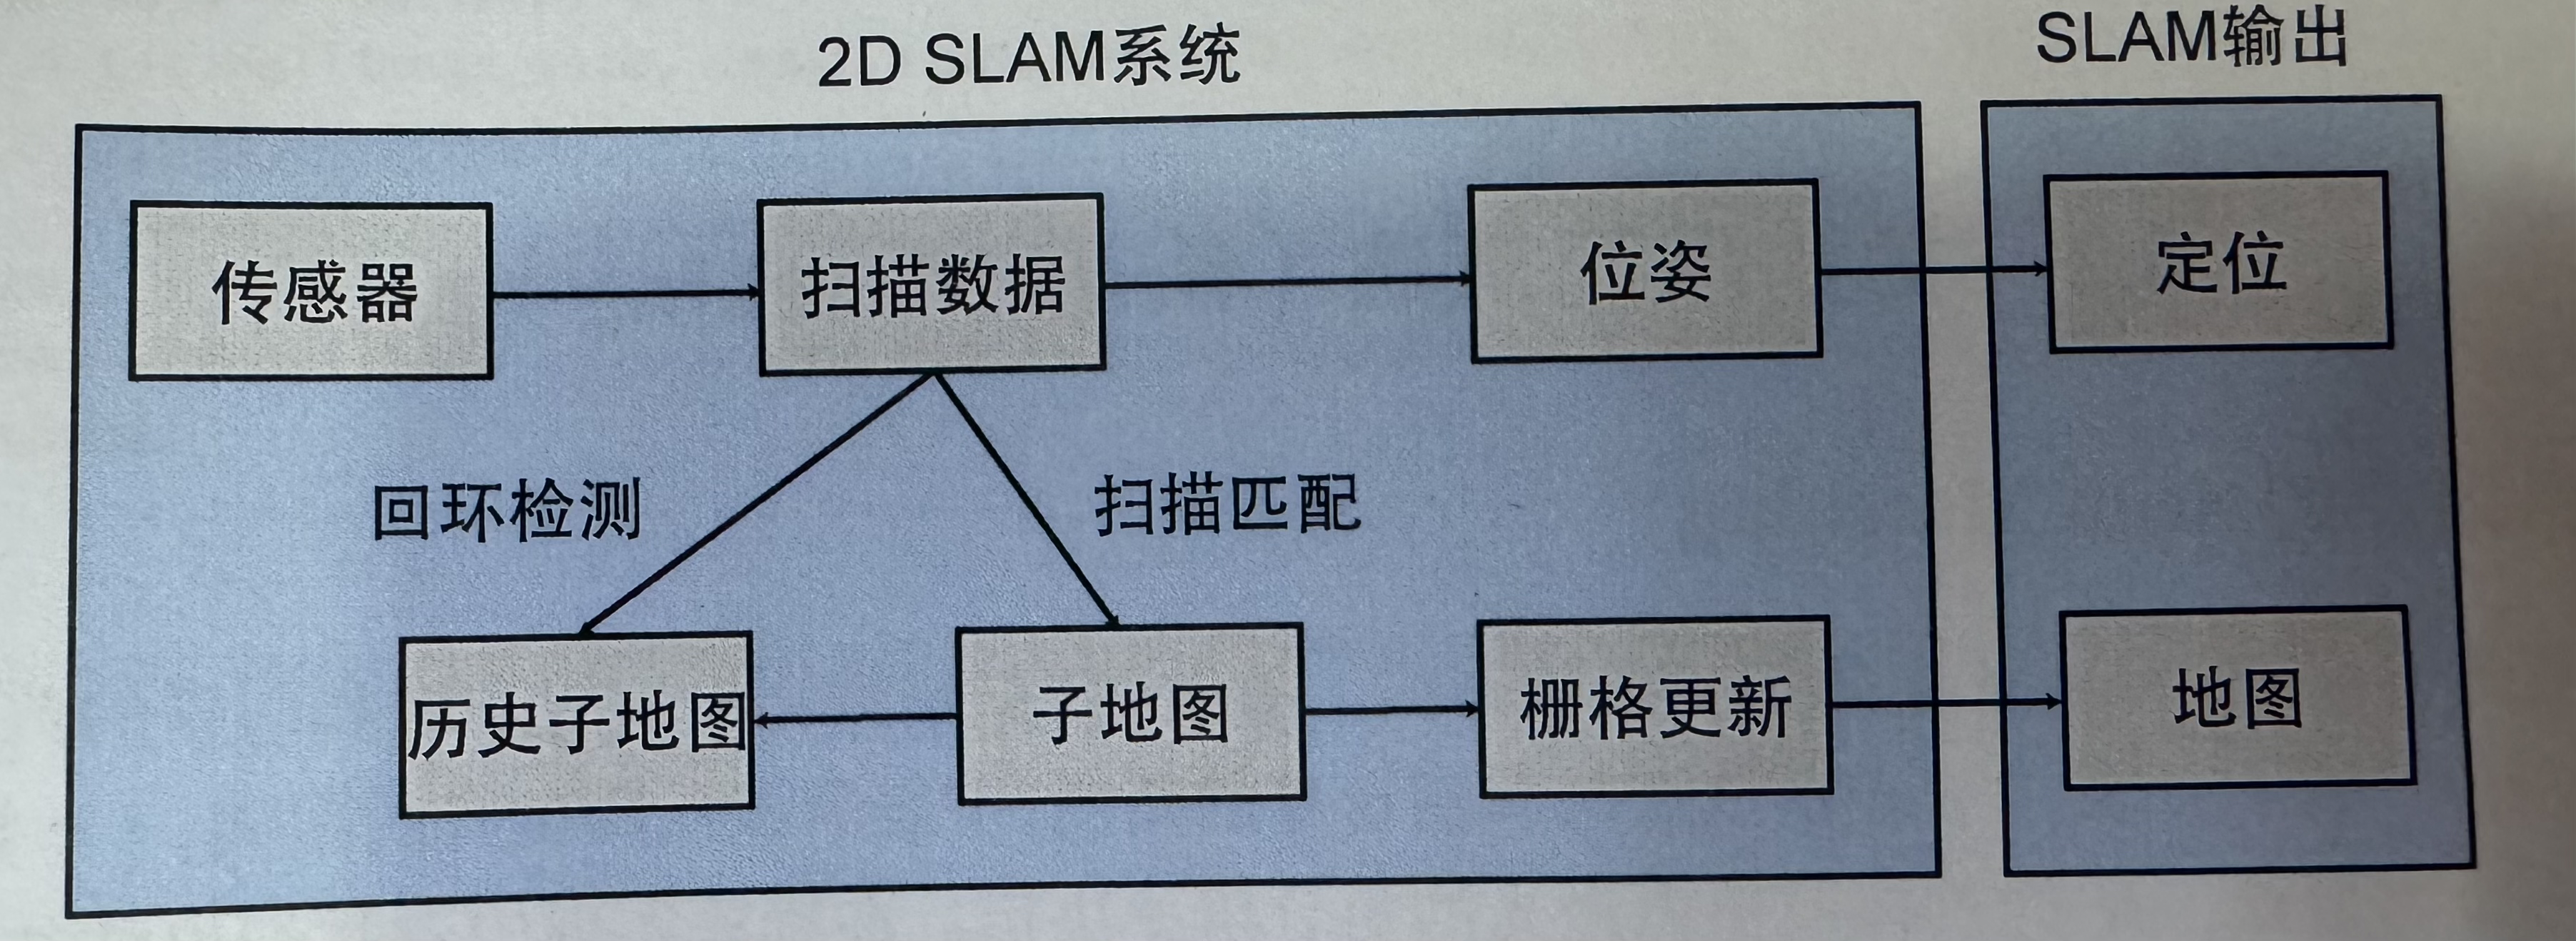 2D SLAM系统
SLAM输出
传感器
扫描数据
位姿
定位
回环检测
扫描匹配
历史子地图
子地图
栅格更新
地图